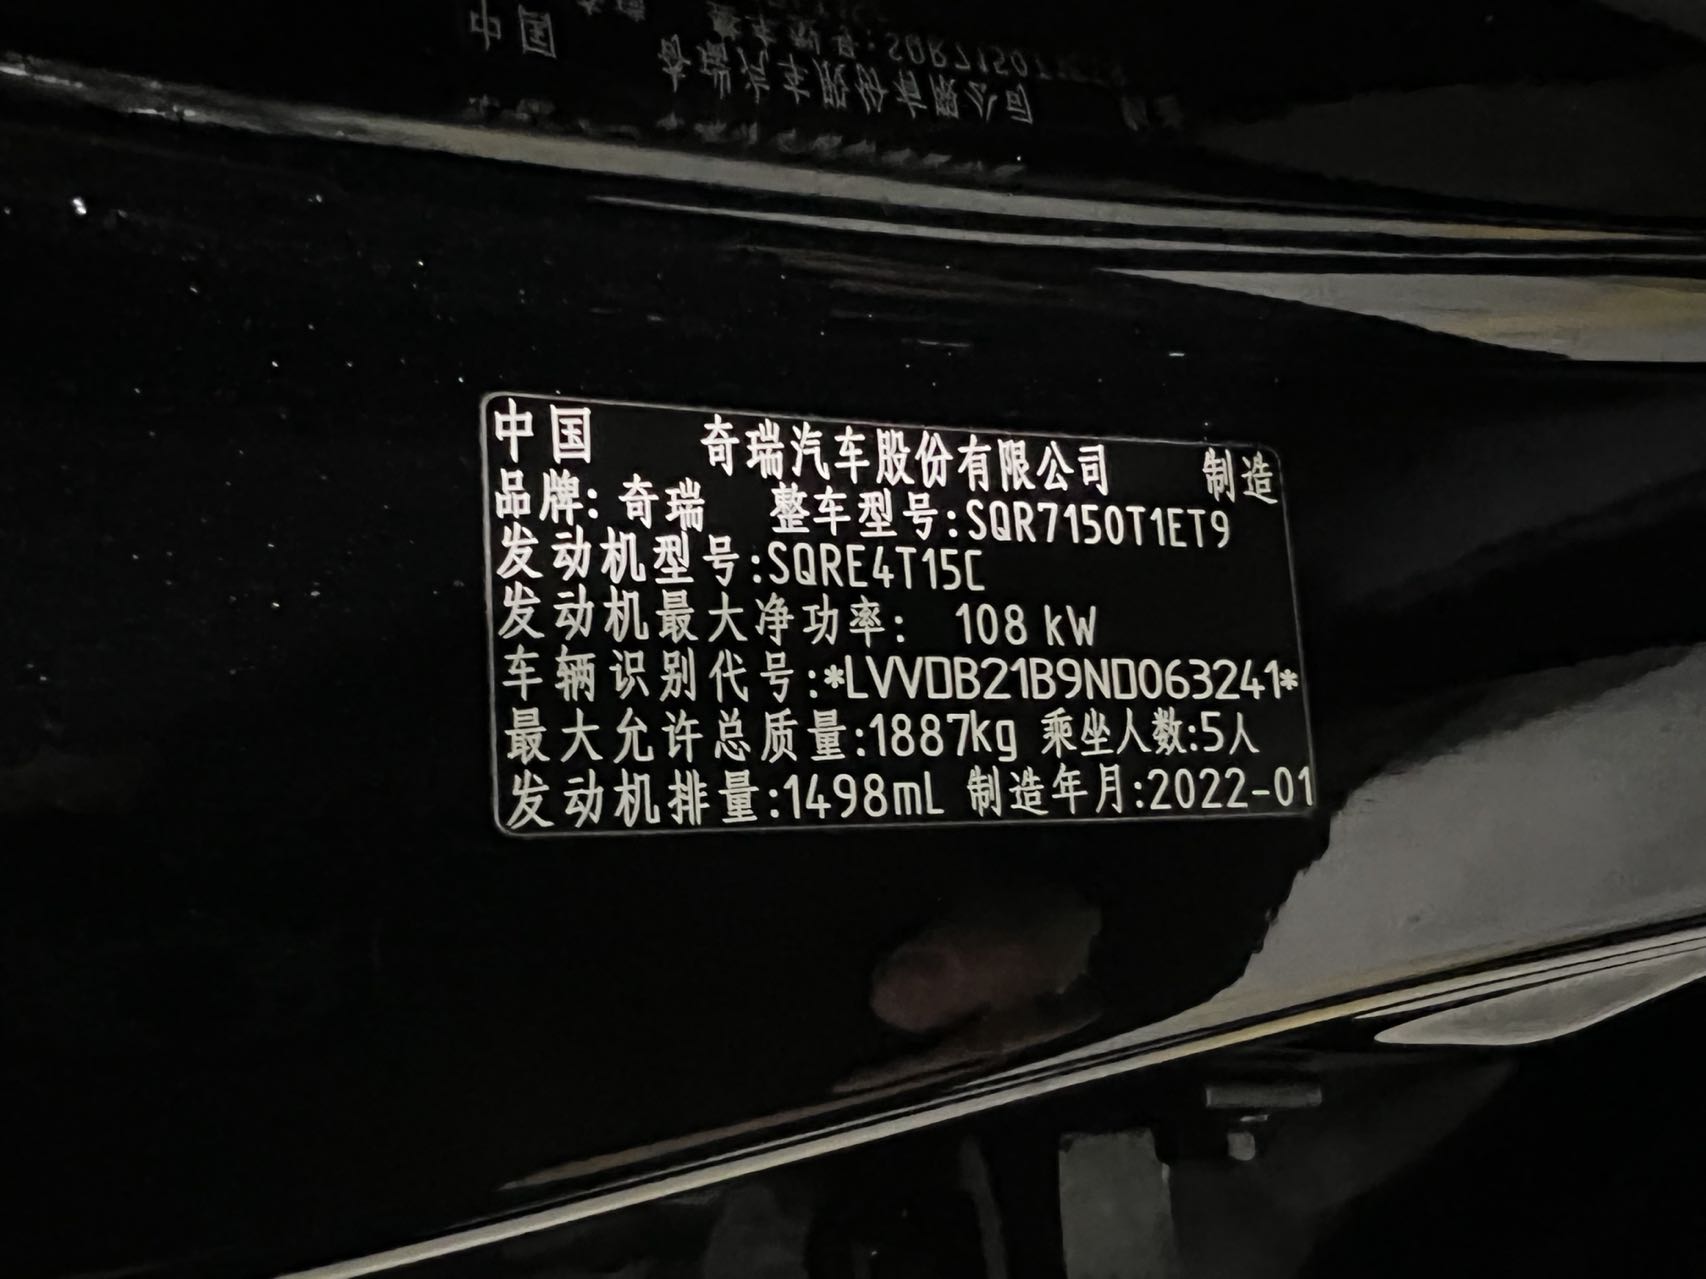 中国 奇瑞汽车股份有限公司 制造
品牌: 奇瑞 整车型号:SQR7150T1ET9
发动机型号:SQRE4T15C
发动机最大净功率: 108 kW
车辆识别代号:*LVVDB21B9ND063241*
最大允许总质量:1887kg 乘坐人数:5人
发动机排量:1498mL 制造年月:2022-01